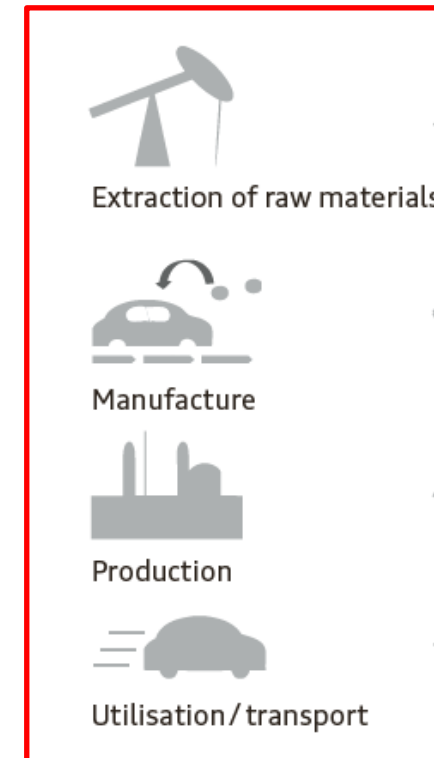 Extraction of raw materials
Manufacture
Production
Utilisation / transport